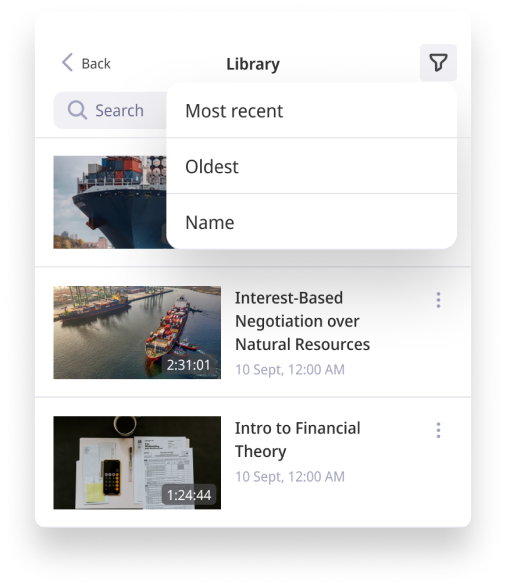 Back
Library
Search
Most recent
Oldest
Name
Interest-Based
Negotiation over
Natural Resources
10 Sept, 12:00 AM
2:31:01
Intro to Financial
Theory
10 Sept, 12:00 AM
1:24:44